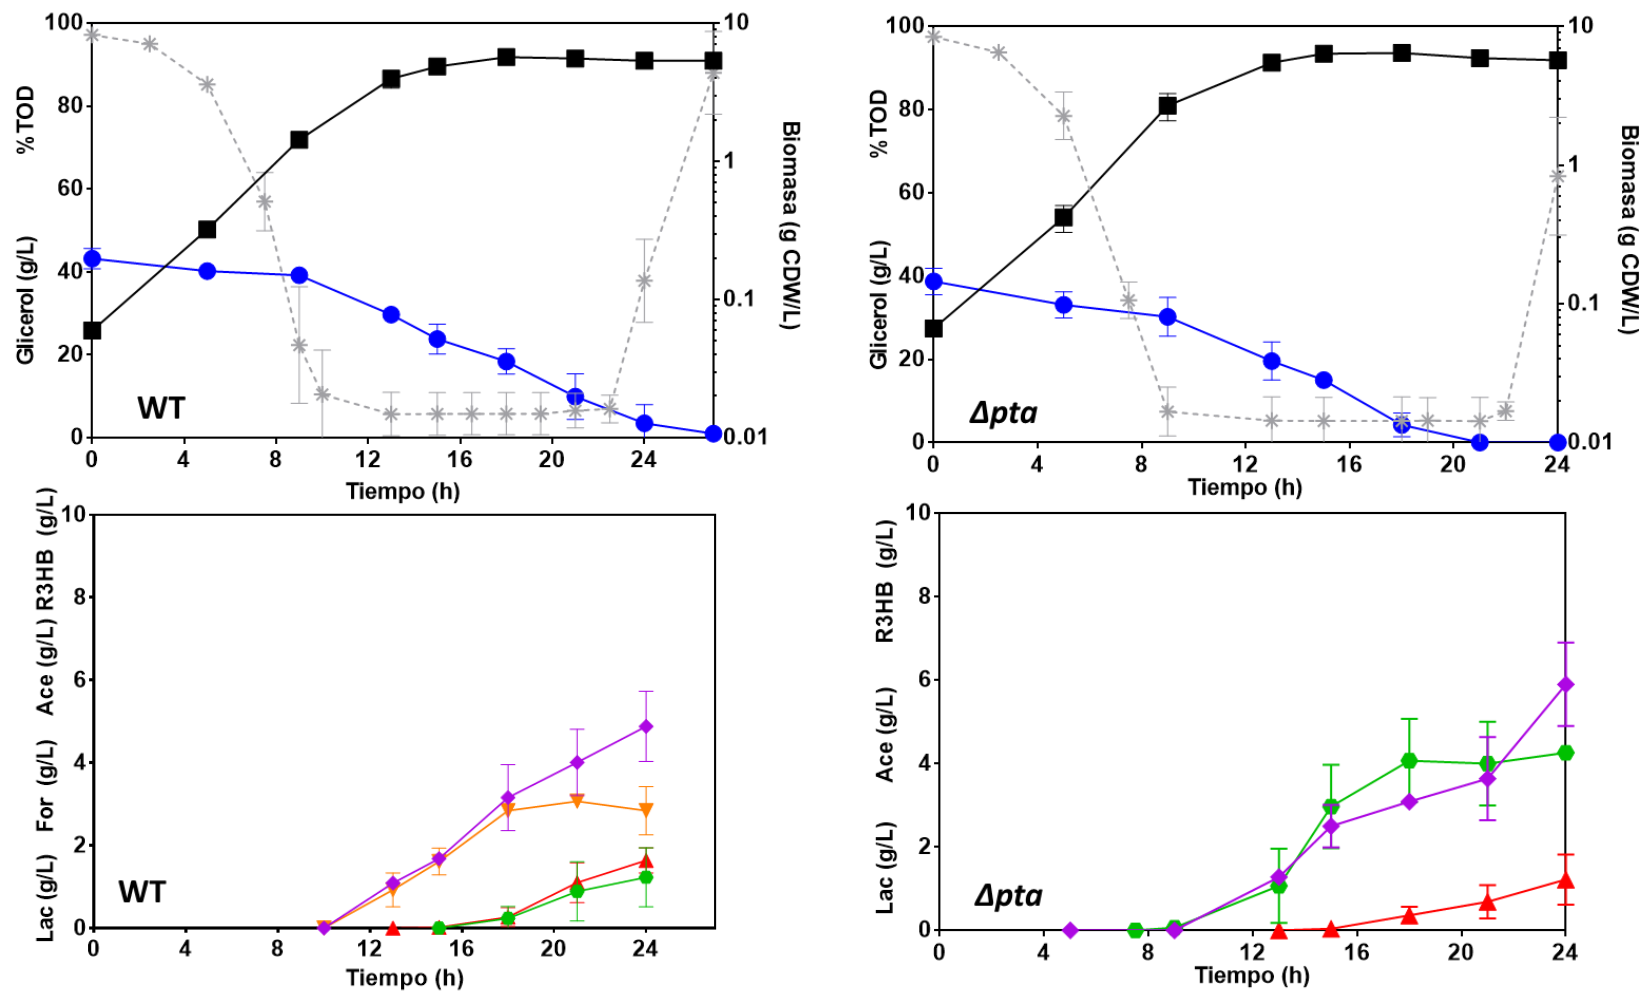 100
80
60
40
20
0
% TOD
Glicerol (g/L)
10
1
0.1
0.01
Biomasa (g CDW/L)
WT
0 4 8 12 16 20 24
Tiempo (h)
100
80
60
40
20
0
% TOD
Glicerol (g/L)
10
1
0.1
0.01
Biomasa (g CDW/L)
Δpta
0 4 8 12 16 20 24
Tiempo (h)
10
8
6
4
2
0
Lac (g/L) For (g/L) Ace (g/L) R3HB (g/L)
WT
0 4 8 12 16 20 24
Tiempo (h)
10
8
6
4
2
0
Lac (g/L) Ace (g/L) R3HB (g/L)
Δpta
0 4 8 12 16 20 24
Tiempo (h)